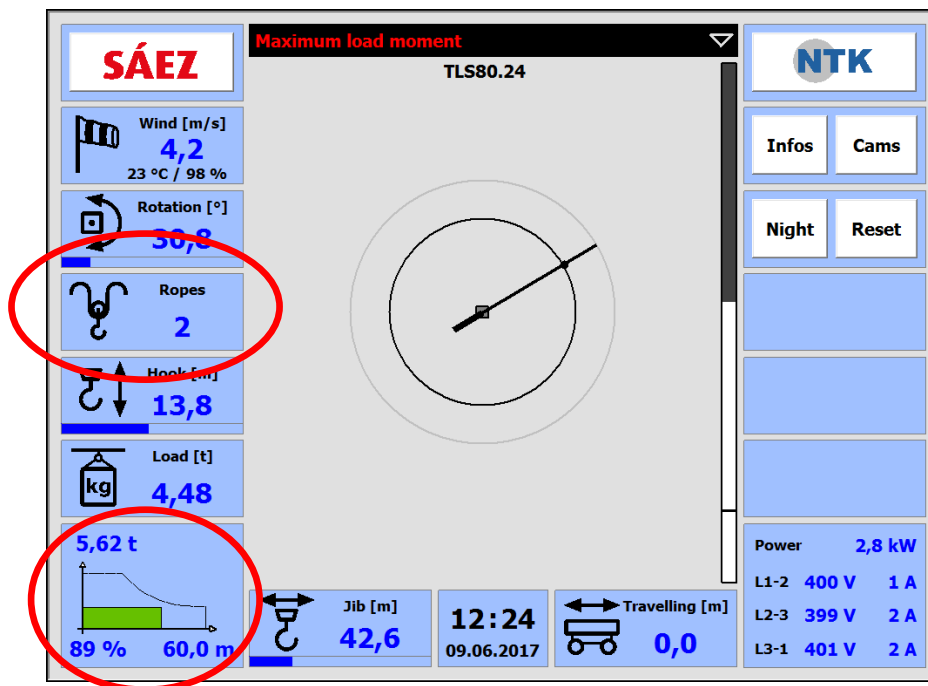 SÁEZ
Maximum load moment
NTK
TLS80.24
Wind [m/s]
4,2
23 °C / 98 %
Infos
Cams
Rotation [°]
30,8
Night
Reset
Ropes
2
Hook [m]
13,8
Load [t]
kg
4,48
5,62 t
89 %
60,0 m
Jib [m]
42,6
12:24
09.06.2017
Travelling [m]
0,0
Power 2,8 kW
L1-2 400 V 1 A
L2-3 399 V 2 A
L3-1 401 V 2 A